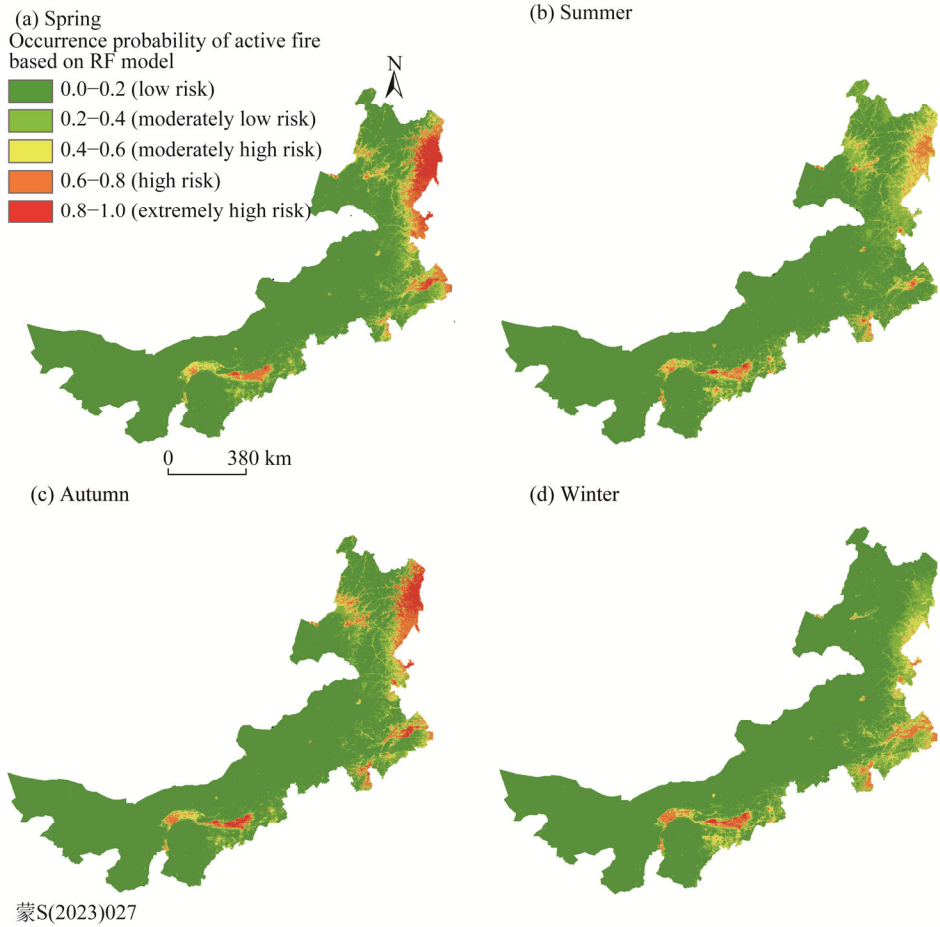 (a) Spring
Occurrence probability of active fire
based on RF model
0.0−0.2 (low risk)
0.2−0.4 (moderately low risk)
0.4−0.6 (moderately high risk)
0.6−0.8 (high risk)
0.8−1.0 (extremely high risk)
N
0 380 km
(b) Summer
(c) Autumn
(d) Winter
蒙S(2023)027